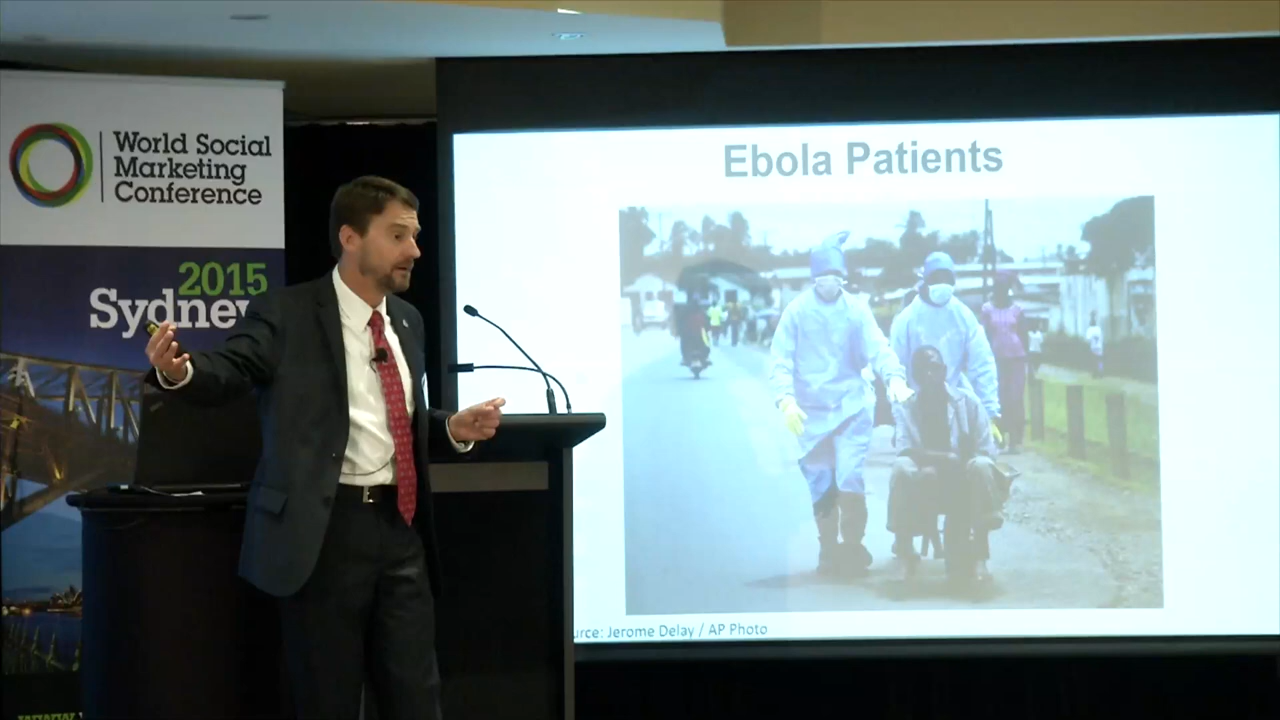 World Social
Marketing
Conference
2015
Sydney
Ebola Patients
urce: Jerome Delay / AP Photo